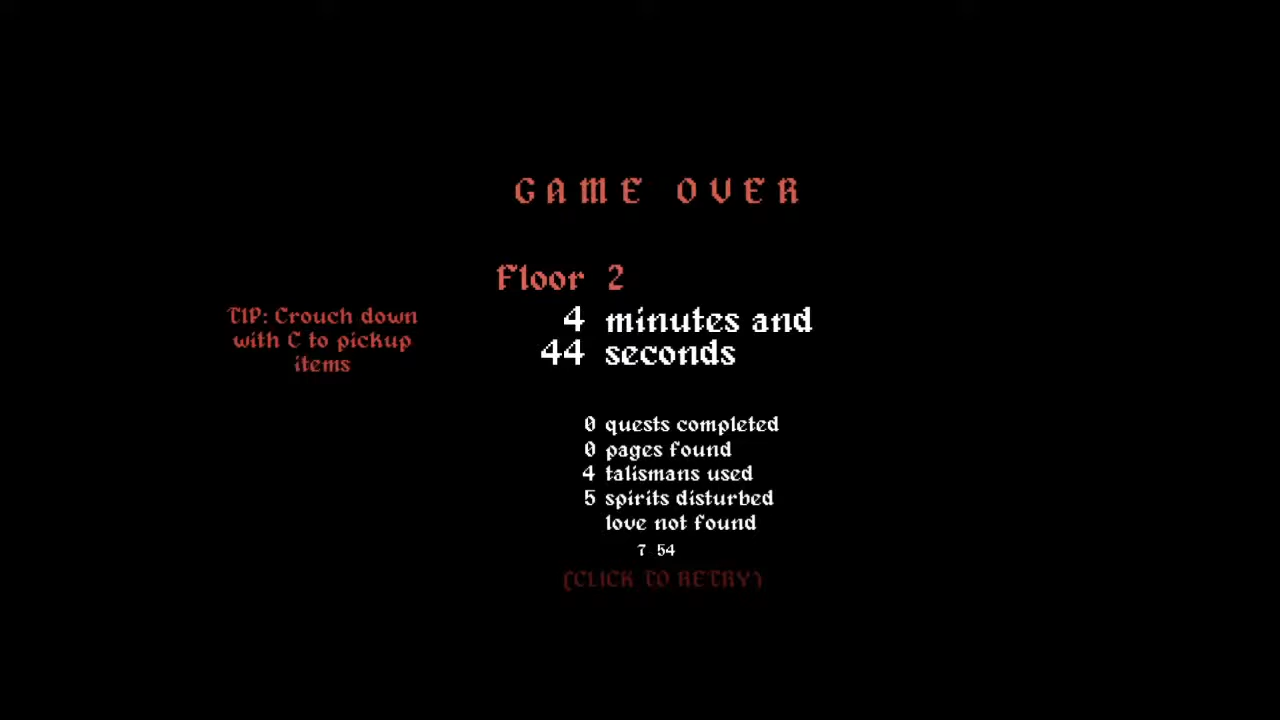 GAME OVER
Floor 2
4 minutes and
44 seconds
TIP: Crouch down
with C to pickup
items
0 quests completed
0 pages found
4 talismans used
5 spirits disturbed
love not found
7 54
(CLICK TO RETRY)